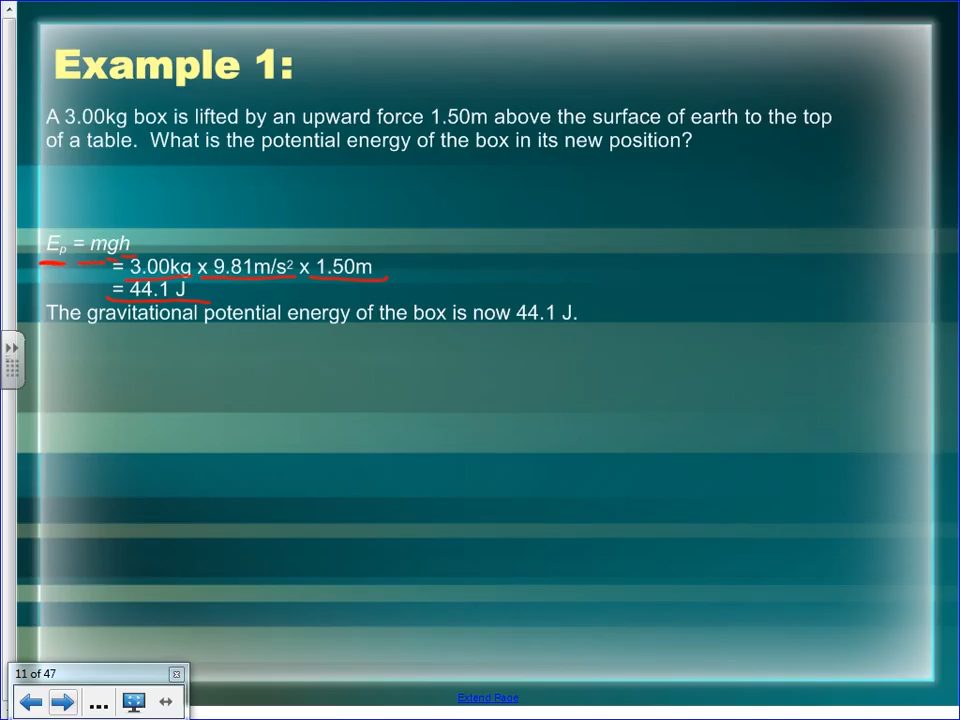 Example 1:
A 3.00kg box is lifted by an upward force 1.50m above the surface of earth to the top
of a table.  What is the potential energy of the box in its new position?
Eₚ = mgh
= 3.00kg x 9.81m/s² x 1.50m
= 44.1 J
The gravitational potential energy of the box is now 44.1 J.
11 of 47
...
Extend Page